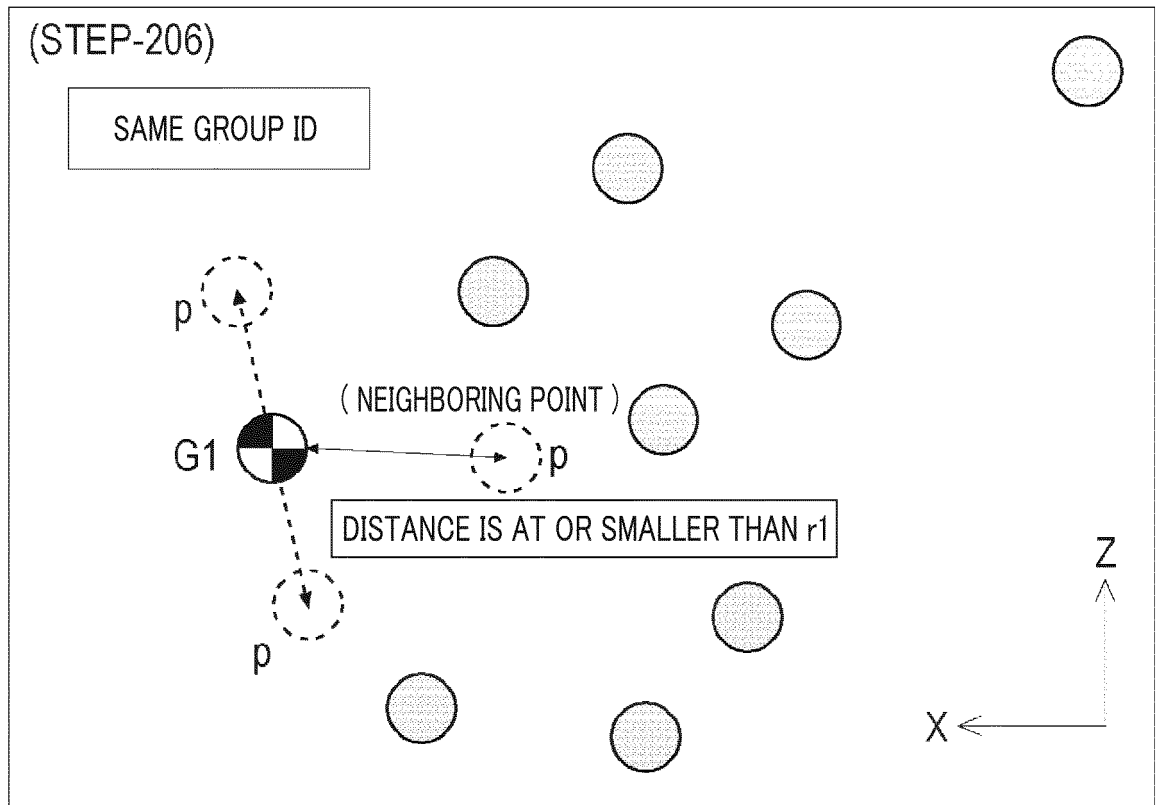 (STEP-206)
SAME GROUP ID
p
( NEIGHBORING POINT )
G1
p
DISTANCE IS AT OR SMALLER THAN r1
p
Z
X